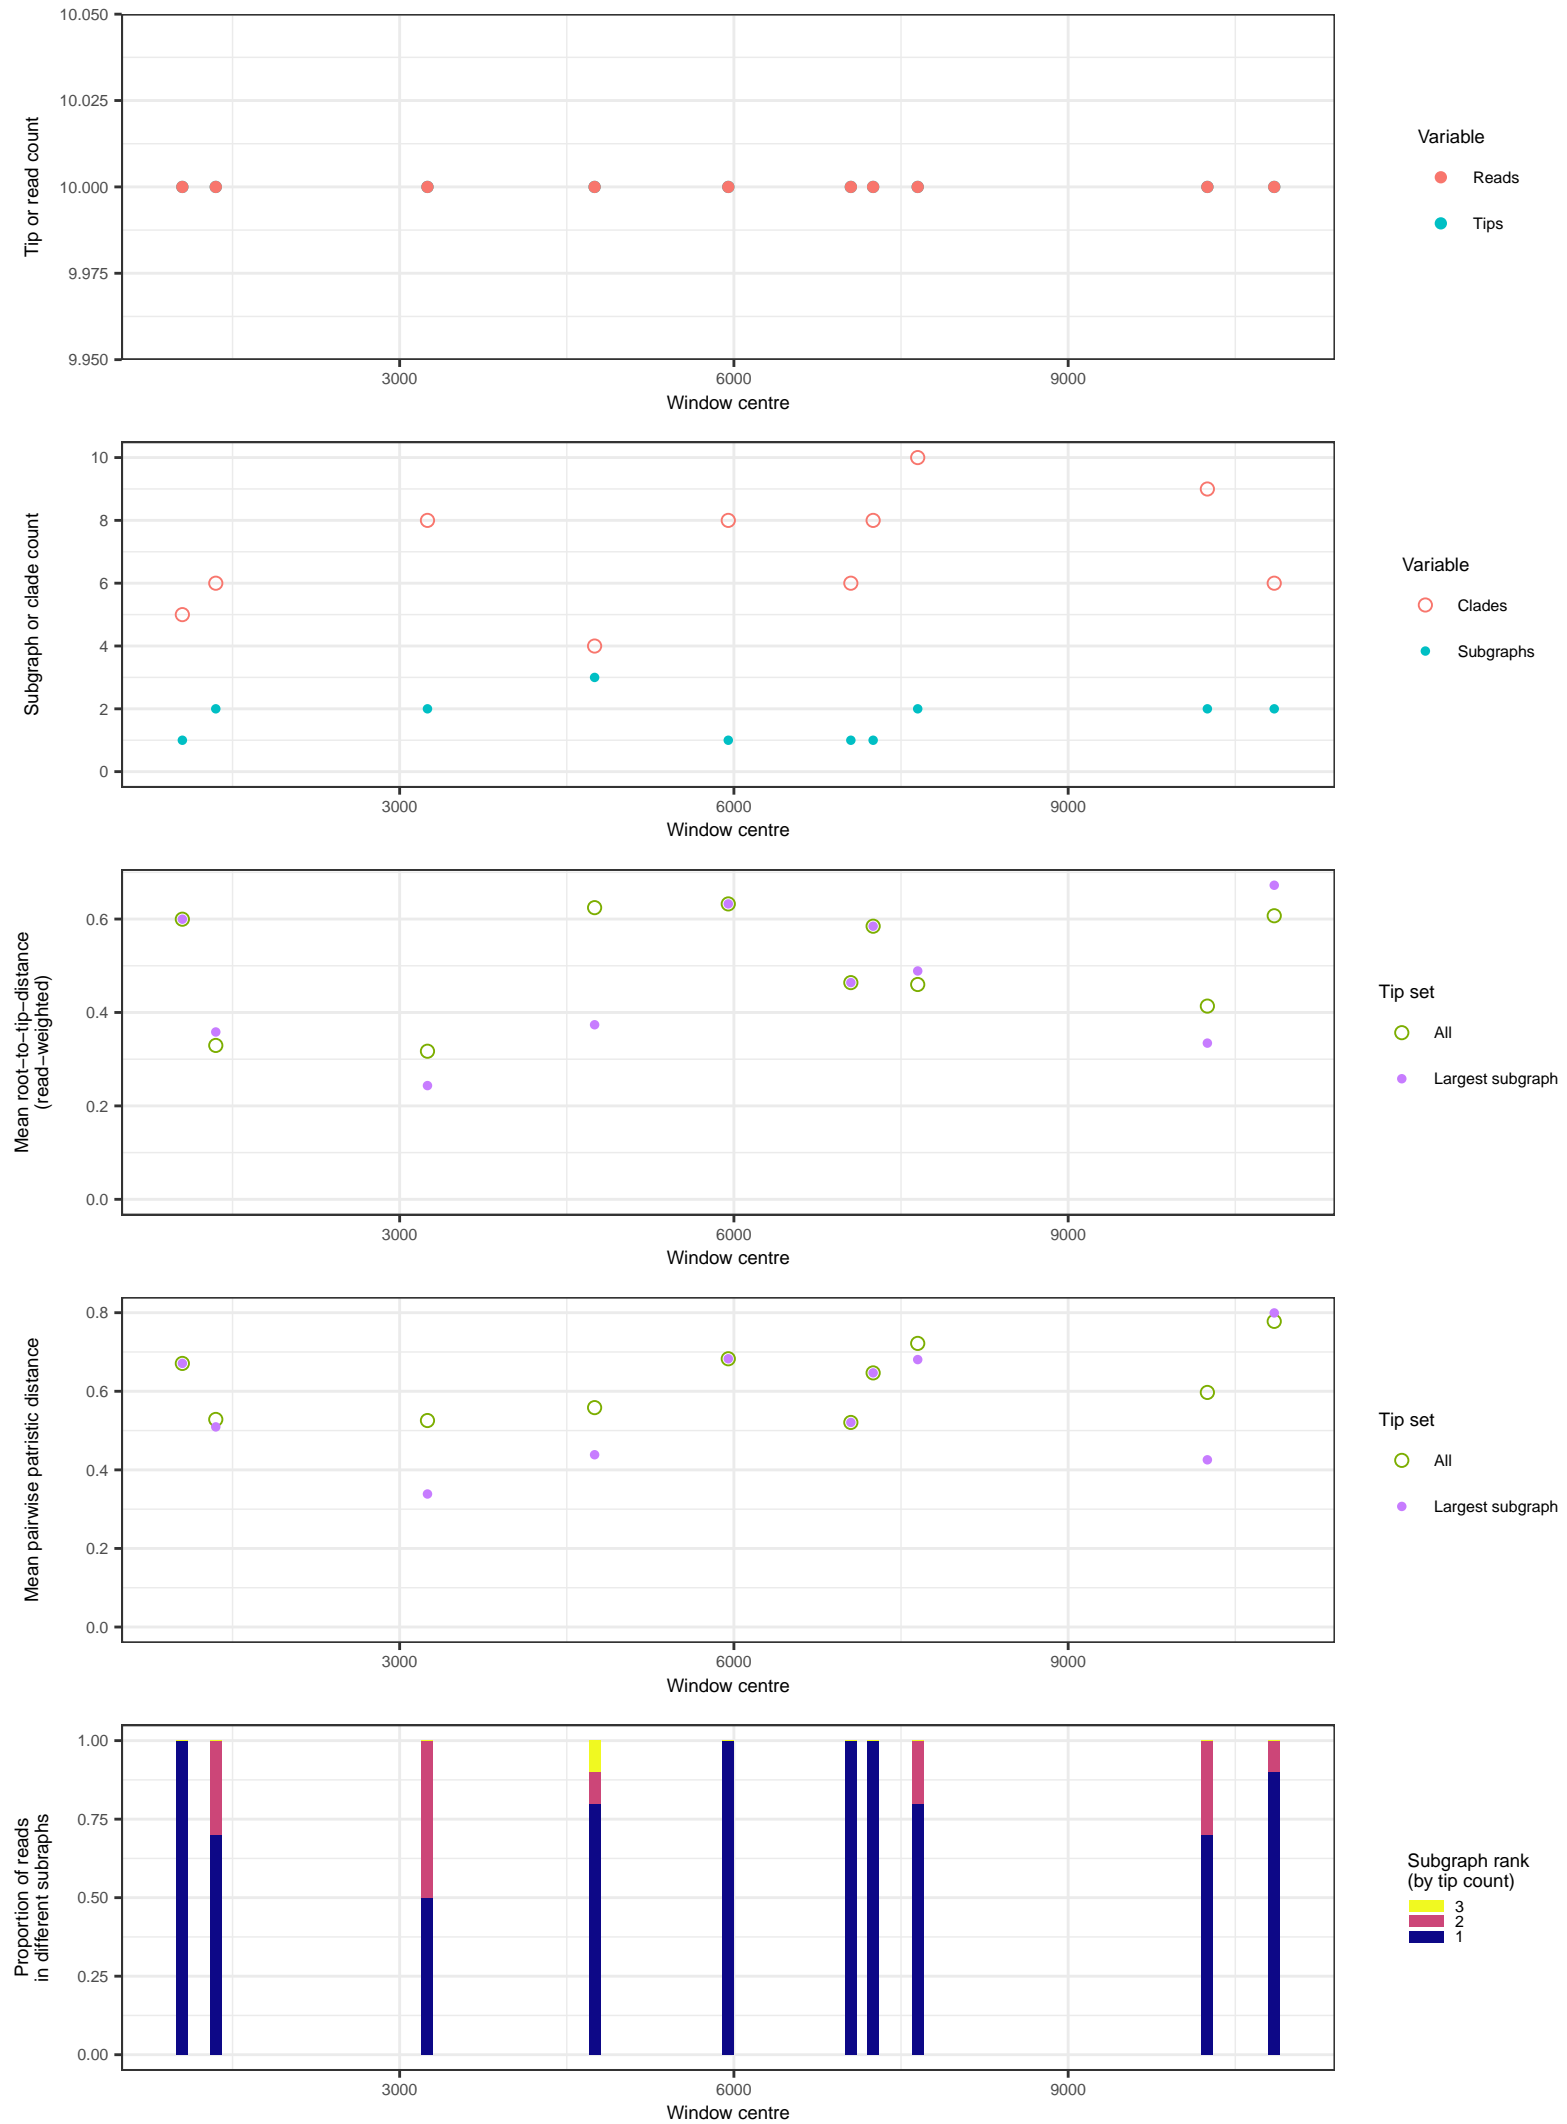 10.050
10.025
10.000
9.975
9.950
Tip or read count
3000 6000 9000
Window centre
Variable
Reads
Tips
10
8
6
4
2
0
Subgraph or clade count
3000 6000 9000
Window centre
Variable
Clades
Subgraphs
0.6
0.4
0.2
0.0
Mean root−to−tip−distance
(read−weighted)
3000 6000 9000
Window centre
Tip set
All
Largest subgraph
0.8
0.6
0.4
0.2
0.0
Mean pairwise patristic distance
3000 6000 9000
Window centre
Tip set
All
Largest subgraph
1.00
0.75
0.50
0.25
0.00
Proportion of reads
in different subraphs
3000 6000 9000
Window centre
Subgraph rank
(by tip count)
3
2
1